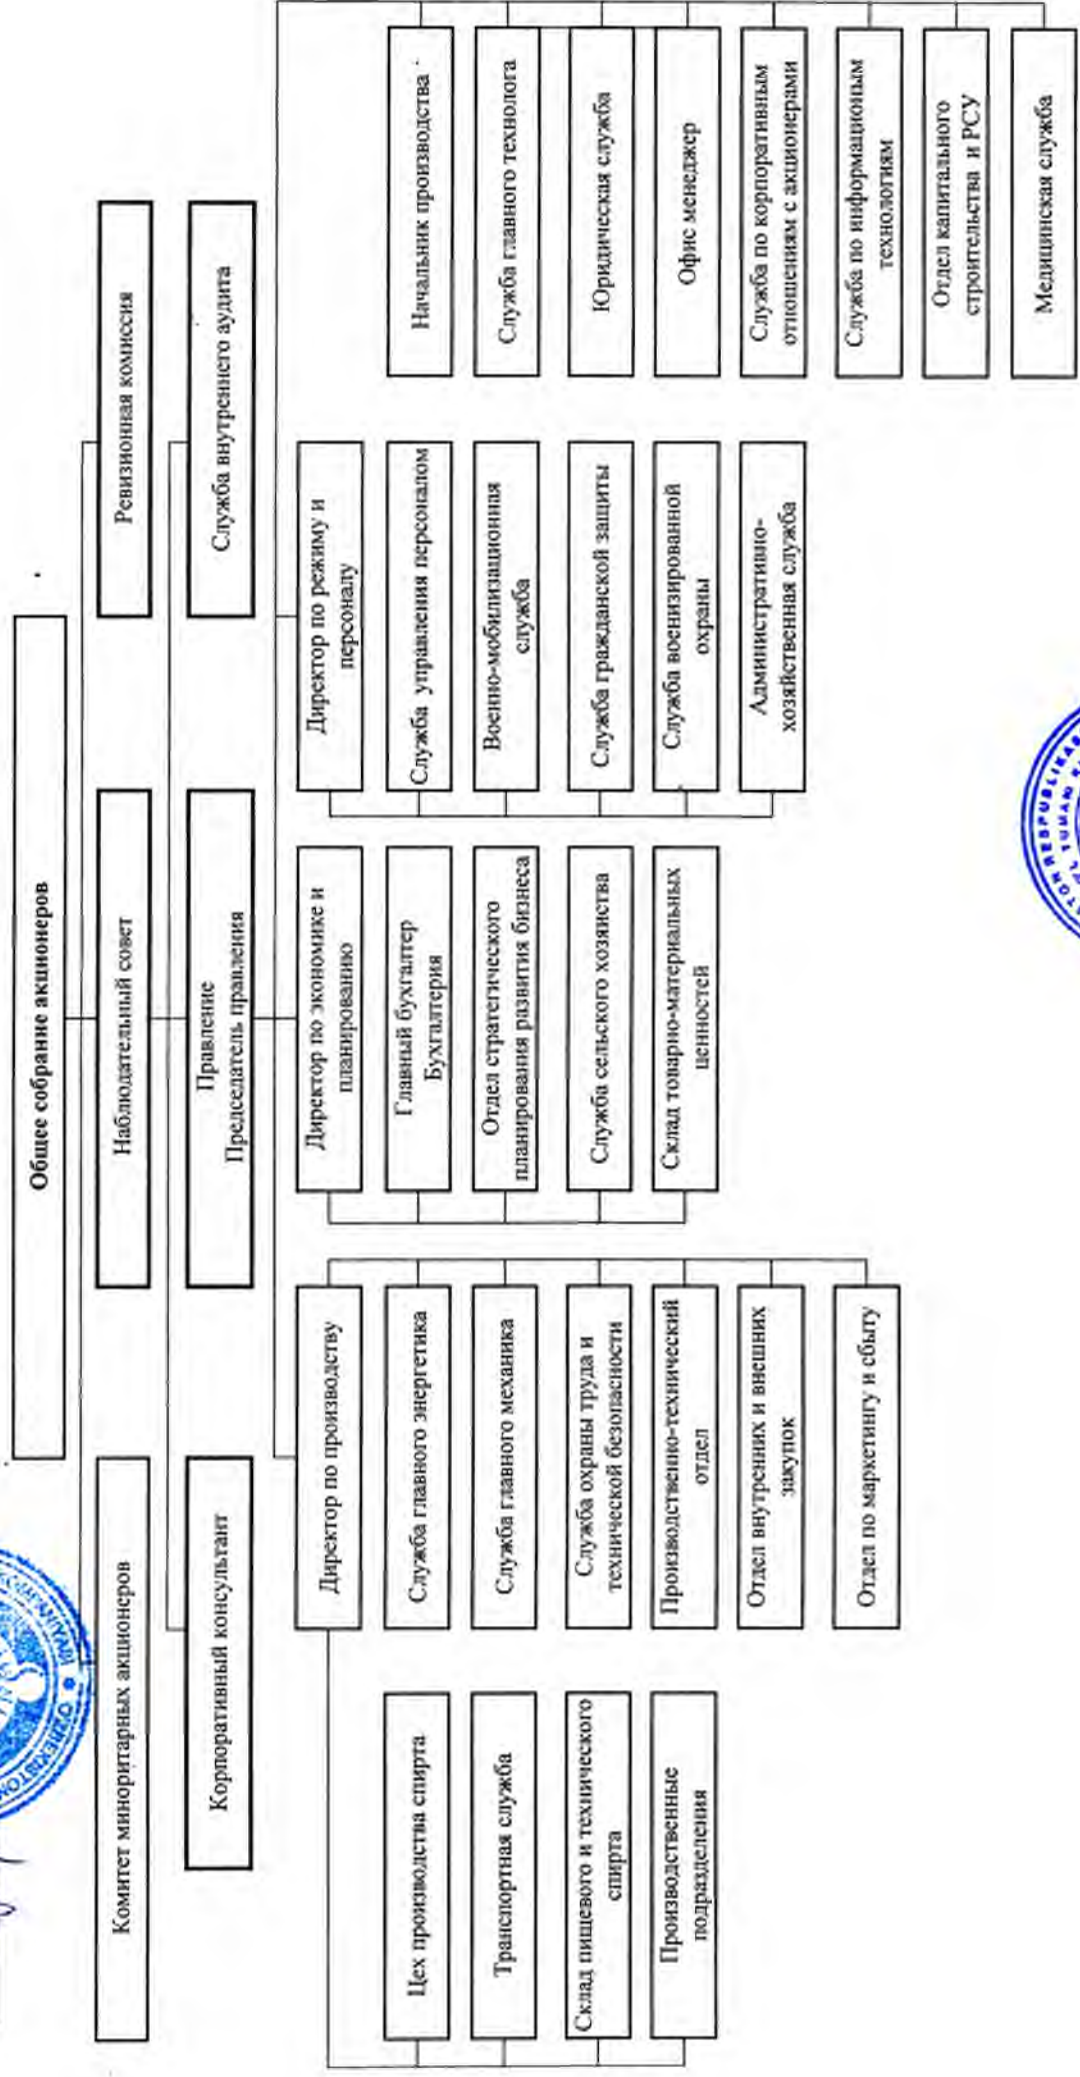 Общее собрание акционеров
Комитет миноритарных акционеров
Наблюдательный совет
Ревизионная комиссия
Корпоративный консультант
Правление
Председатель правления
Служба внутреннего аудита
Директор по производству
Директор по экономике и
планированию
Директор по режиму и
персоналу
Цех производства спирта
Транспортная служба
Склад пищевого и технического
спирта
Производственные
подразделения
Служба главного энергетика
Служба главного механика
Служба охраны труда и
технической безопасности
Производственно-технический
отдел
Отдел внутренних и внешних
закупок
Отдел по маркетингу и сбыту
Главный бухгалтер
Бухгалтерия
Отдел стратегического
планирования развития бизнеса
Служба сельского хозяйства
Склад товарно-материальных
ценностей
Служба управления персоналом
Военно-мобилизационная
служба
Служба гражданской защиты
Служба военизированной
охраны
Административно-
хозяйственная служба
Начальник производства
Служба главного технолога
Юридическая служба
Офис менеджер
Служба по корпоративным
отношениям с акционерами
Служба по информационым
технологиям
Отдел капитального
строительства и РСУ
Медицинская служба